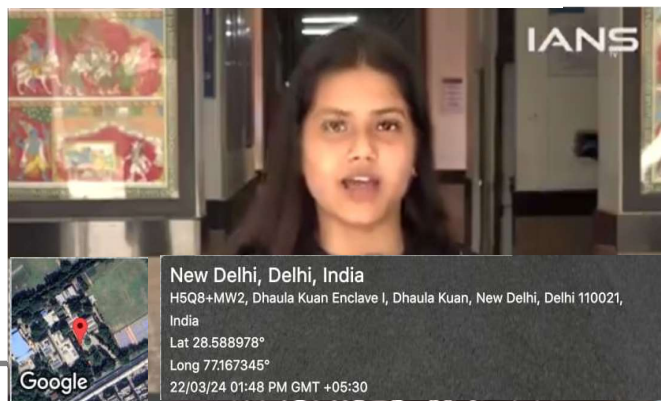 IANS
New Delhi, Delhi, India
H5Q8+MW2, Dhaula Kuan Enclave I, Dhaula Kuan, New Delhi, Delhi 110021,
India
Lat 28.588978°
Long 77.167345°
22/03/24 01:48 PM GMT +05:30
Google